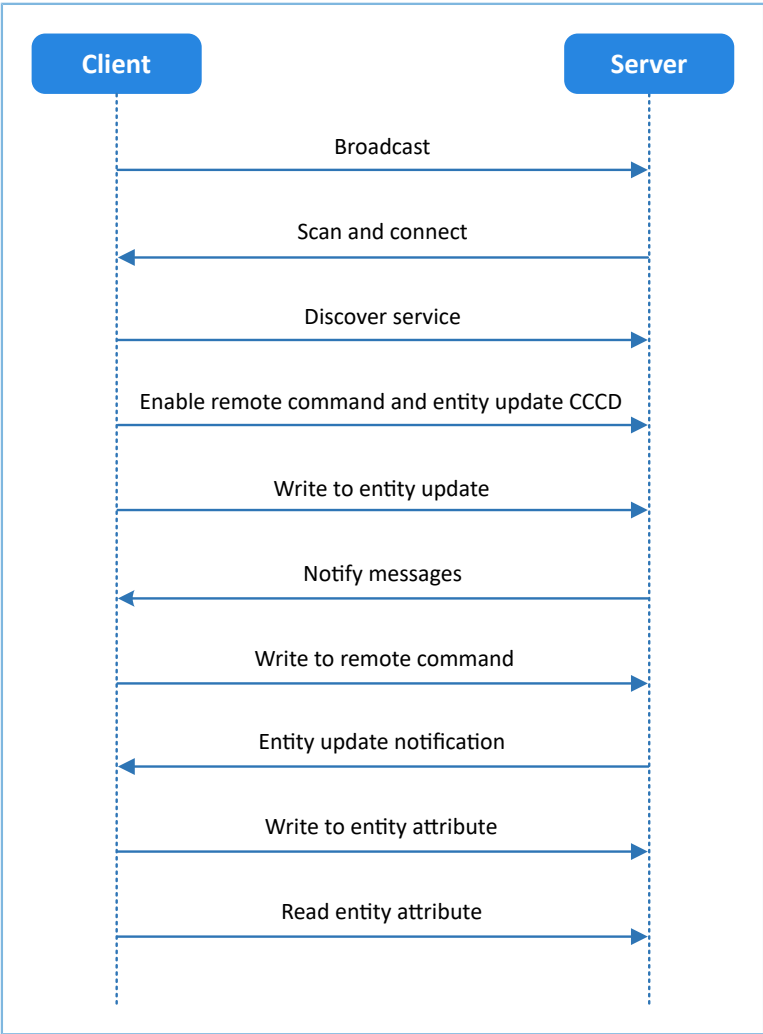 Client
Server
Broadcast
Scan and connect
Discover service
Enable remote command and entity update CCCD
Write to entity update
Notify messages
Write to remote command
Entity update notification
Write to entity attribute
Read entity attribute